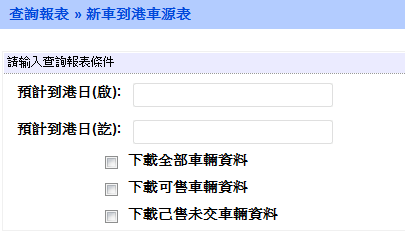 查詢報表 » 新車到港車源表
請輸入查詢報表條件
預計到港日(啟):
預計到港日(訖):
下載全部車輛資料
下載可售車輛資料
下載己售未交車輛資料